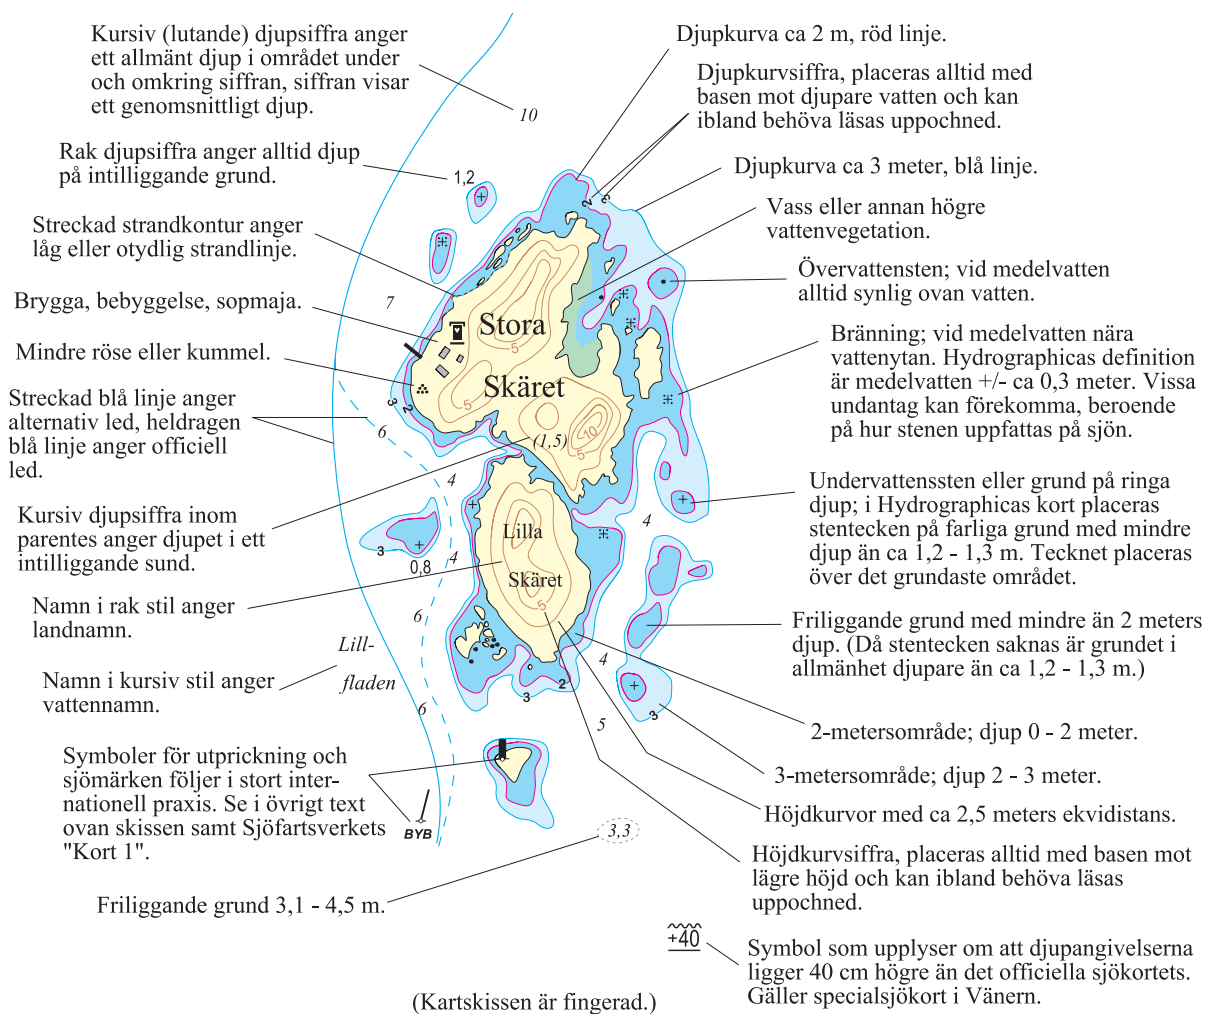 Kursiv (lutande) djupsiffra anger
ett allmänt djup i området under
och omkring siffran, siffran visar
ett genomsnittligt djup.
Rak djupsiffra anger alltid djup
på intilliggande grund.
Streckad strandkontur anger
låg eller otydlig strandlinje.
Brygga, bebyggelse, sopmaja.
Mindre röse eller kummel.
Streckad blå linje anger
alternativ led, heldragen
blå linje anger officiell
led.
Kursiv djupsiffra inom
parentes anger djupet i ett
intilliggande sund.
Namn i rak stil anger
landnamn.
Namn i kursiv stil anger
vattennamn.
Symboler för utprickning och
sjömärken följer i stort inter-
nationell praxis. Se i övrigt text
ovan skissen samt Sjöfartsverkets
"Kort 1".
Friliggande grund 3,1 - 4,5 m.
10
1,2
2
3
7
Stora
5
Skäret
5
3
2
6
10
5
(1,5)
4
Lilla
4
3
0,8
4
Skäret
5
6
Lill-
fladen
4
6
3
2
5
3
BYB
3,3
Djupkurva ca 2 m, röd linje.
Djupkurvsiffra, placeras alltid med
basen mot djupare vatten och kan
ibland behöva läsas uppochned.
Djupkurva ca 3 meter, blå linje.
Vass eller annan högre
vattenvegetation.
Övervattensten; vid medelvatten
alltid synlig ovan vatten.
Bränning; vid medelvatten nära
vattenytan. Hydrographicas definition
är medelvatten +/- ca 0,3 meter. Vissa
undantag kan förekomma, beroende
på hur stenen uppfattas på sjön.
Undervattenssten eller grund på ringa
djup; i Hydrographicas kort placeras
stentecken på farliga grund med mindre
djup än ca 1,2 - 1,3 m. Tecknet placeras
över det grundaste området.
Friliggande grund med mindre än 2 meters
djup. (Då stentecken saknas är grundet i
allmänhet djupare än ca 1,2 - 1,3 m.)
2-metersområde; djup 0 - 2 meter.
3-metersområde; djup 2 - 3 meter.
Höjdkurvor med ca 2,5 meters ekvidistans.
Höjdkurvsiffra, placeras alltid med basen mot
lägre höjd och kan ibland behöva läsas
uppochned.
+40
Symbol som upplyser om att djupangivelserna
ligger 40 cm högre än det officiella sjökortets.
Gäller specialsjökort i Vänern.
(Kartskissen är fingerad.)